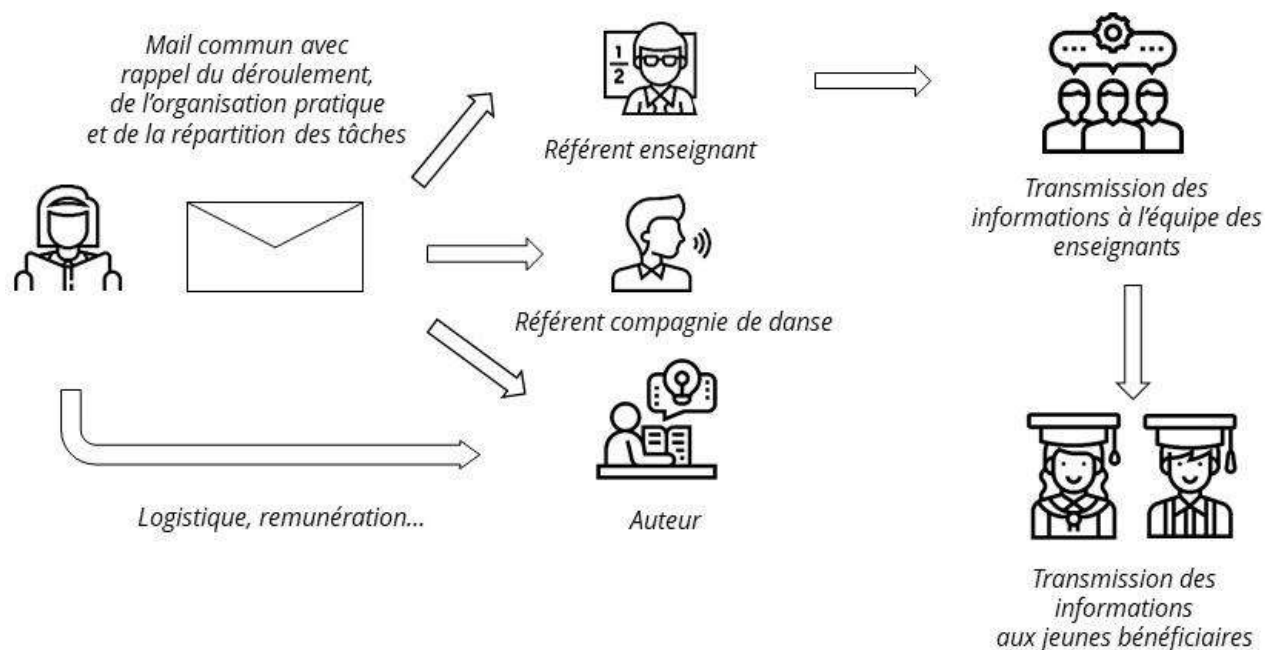 Mail commun avec
rappel du déroulement,
de l'organisation pratique
et de la répartition des tâches
1
2
Référent enseignant
Transmission des
informations à l'équipe des
enseignants
Référent compagnie de danse
Logistique, remunération...
Auteur
Transmission des
informations
aux jeunes bénéficiaires